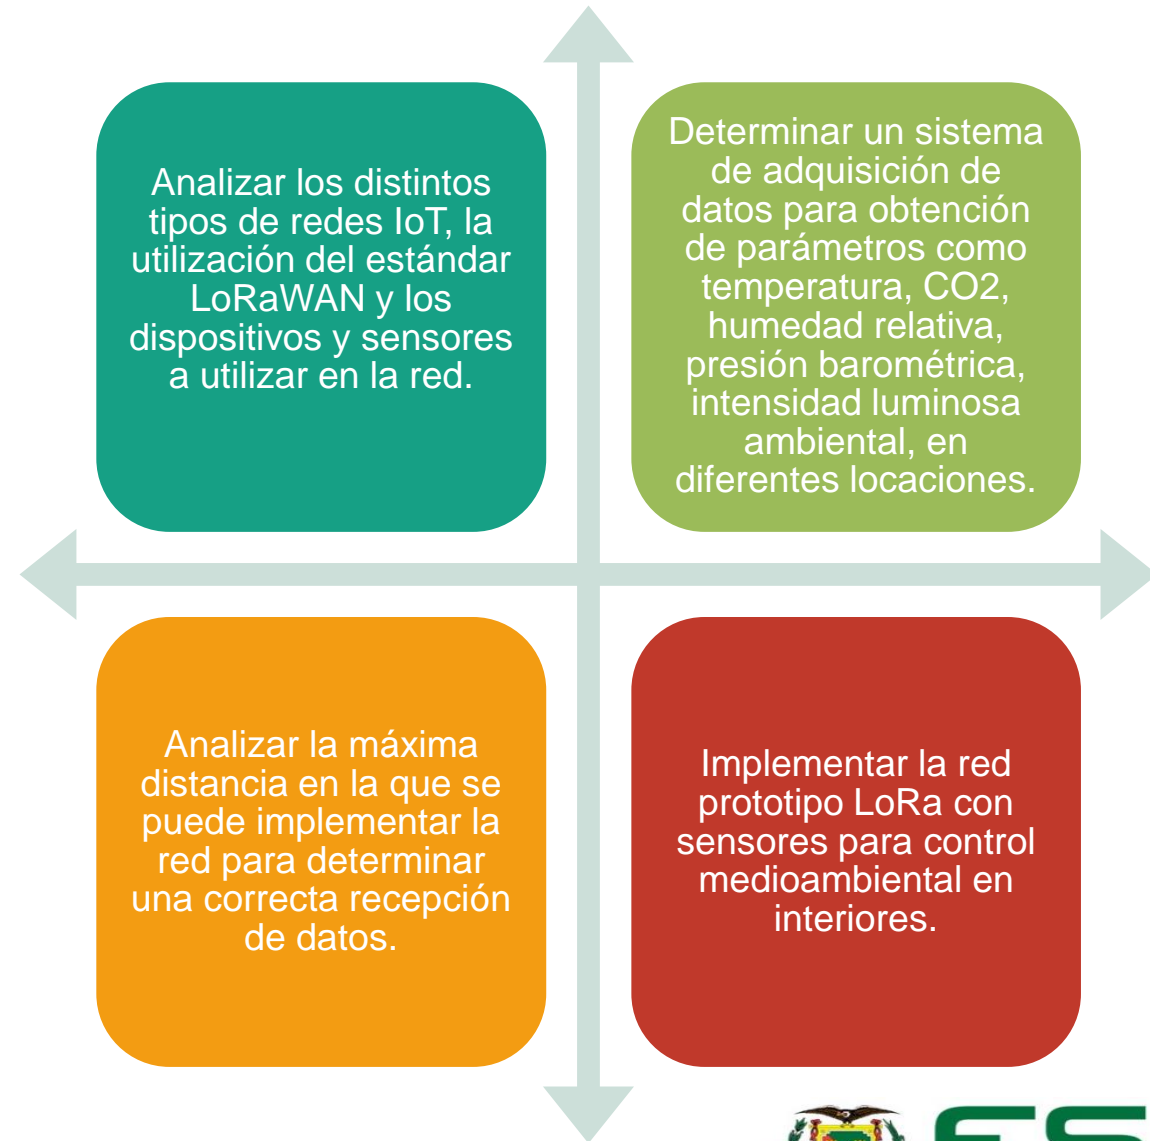 Analizar los distintos
tipos de redes IoT, la
utilización del estándar
LoRaWAN y los
dispositivos y sensores
a utilizar en la red.
Determinar un sistema
de adquisición de
datos para obtención
de parámetros como
temperatura, CO2,
humedad relativa,
presión barométrica,
intensidad luminosa
ambiental, en
diferentes locaciones.
Analizar la máxima
distancia en la que se
puede implementar la
red para determinar
una correcta recepción
de datos.
Implementar la red
prototipo LoRa con
sensores para control
medioambiental en
interiores.